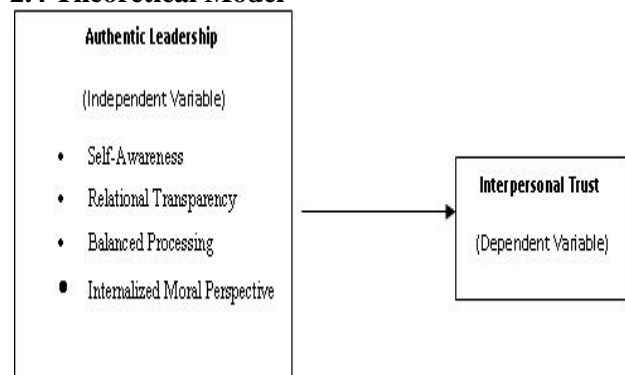 2.4 Theoretical Model
Authentic Leadership
(Independent Variable)
• Self-Awareness
• Relational Transparency
• Balanced Processing
• Internalized Moral Perspective
Interpersonal Trust
(Dependent Variable)